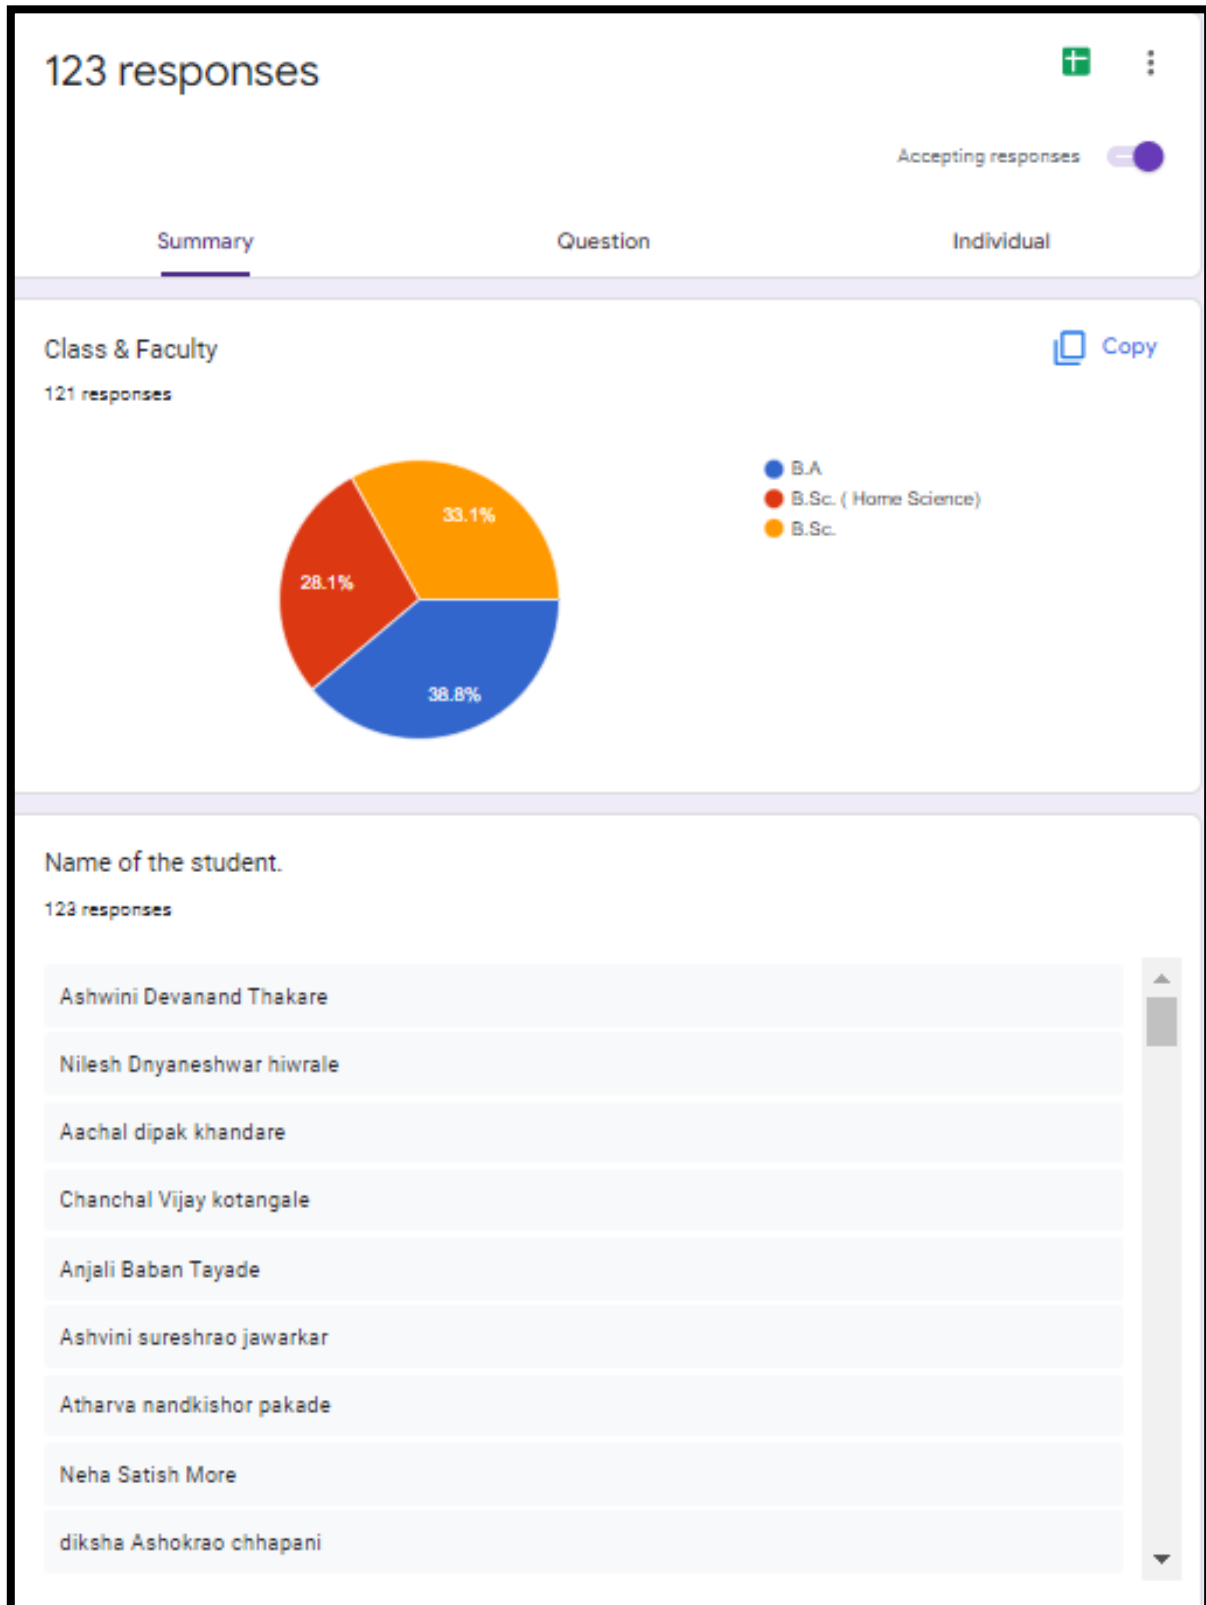 123 responses
Accepting responses
Summary
Question
Individual
Class & Faculty
Copy
121 responses
B.A
B.Sc. ( Home Science)
B.Sc.
33.1%
28.1%
38.8%
Name of the student.
123 responses
Ashwini Devanand Thakare
Nilesh Dnyaneshwar hiwrale
Aachal dipak khandare
Chanchal Vijay kotangale
Anjali Baban Tayade
Ashvini sureshrao jawarkar
Atharva nandkishor pakade
Neha Satish More
diksha Ashokrao chhapani